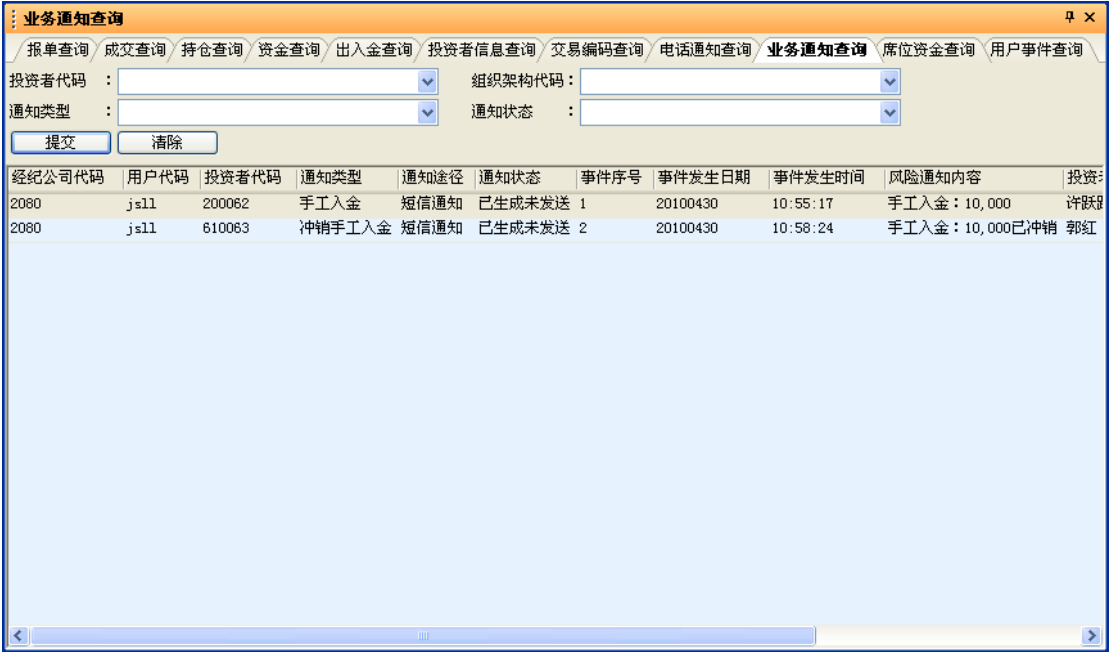 业务通知查询
报单查询 成交查询 持仓查询 资金查询 出入金查询 投资者信息查询 交易编码查询 电话通知查询 业务通知查询 席位资金查询 用户事件查询
投资者代码 : 组织架构代码:
通知类型 : 通知状态 :
提交 清除
经纪公司代码 用户代码 投资者代码 通知类型 通知途径 通知状态 事件序号 事件发生日期 事件发生时间 风险通知内容 投资
2080 jsll 200062 手工入金 短信通知 已生成未发送 1 20100430 10:55:17 手工入金:10,000 许跃
2080 jsll 610063 冲销手工入金 短信通知 已生成未发送 2 20100430 10:58:24 手工入金:10,000已冲销 郭红